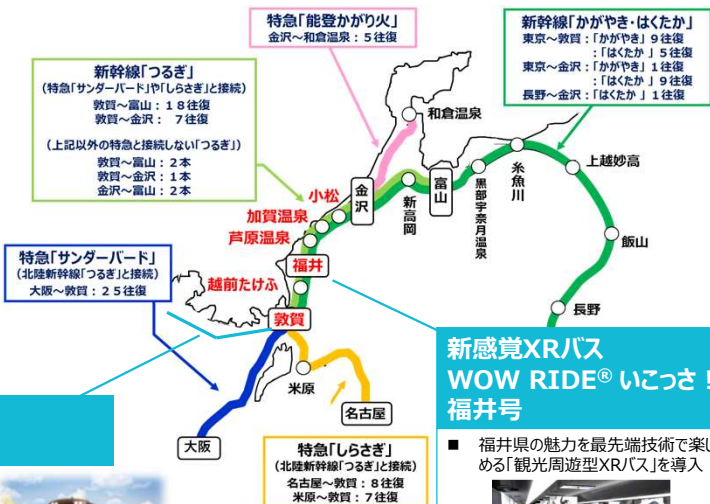 特急「能登かがり火」
金沢～和倉温泉：５往復
新幹線「かがやき・はくたか」
東京～敦賀：「かがやき」９往復
：「はくたか」５往復
東京～金沢：「かがやき」１往復
：「はくたか」９往復
長野～金沢：「はくたか」１往復
新幹線「つるぎ」
(特急「サンダーバード」や「しらさぎ」と接続)
敦賀～富山：１８往復
敦賀～金沢： ７往復
(上記以外の特急と接続しない「つるぎ」)
敦賀～富山：２本
敦賀～金沢：１本
金沢～富山：２本
和倉温泉
上越妙高
糸魚川
黒部宇奈月温泉
富山
新高岡
金沢
小松
加賀温泉
芦原温泉
飯山
長野
特急「サンダーバード」
(北陸新幹線「つるぎ」と接続)
大阪～敦賀：２５往復
福井
越前たけふ
敦賀
米原
名古屋
大阪
特急「しらさぎ」
(北陸新幹線「つるぎ」と接続)
名古屋～敦賀：８往復
米原～敦賀：７往復
新感覚XRバス
WOW RIDE® いこっさ！
福井号
■ 福井県の魅力を最先端技術で楽し
める「観光周遊型XRバス」を導入